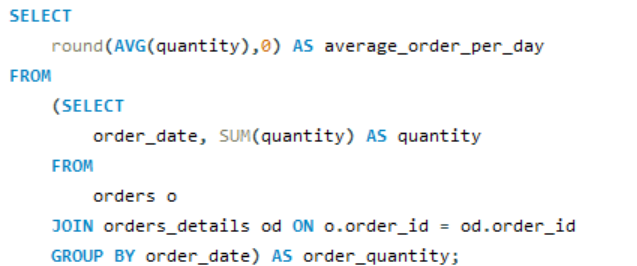 SELECT
round(AVG(quantity),0) AS average_order_per_day
FROM
(SELECT
order_date, SUM(quantity) AS quantity
FROM
orders o
JOIN orders_details od ON o.order_id = od.order_id
GROUP BY order_date) AS order_quantity;